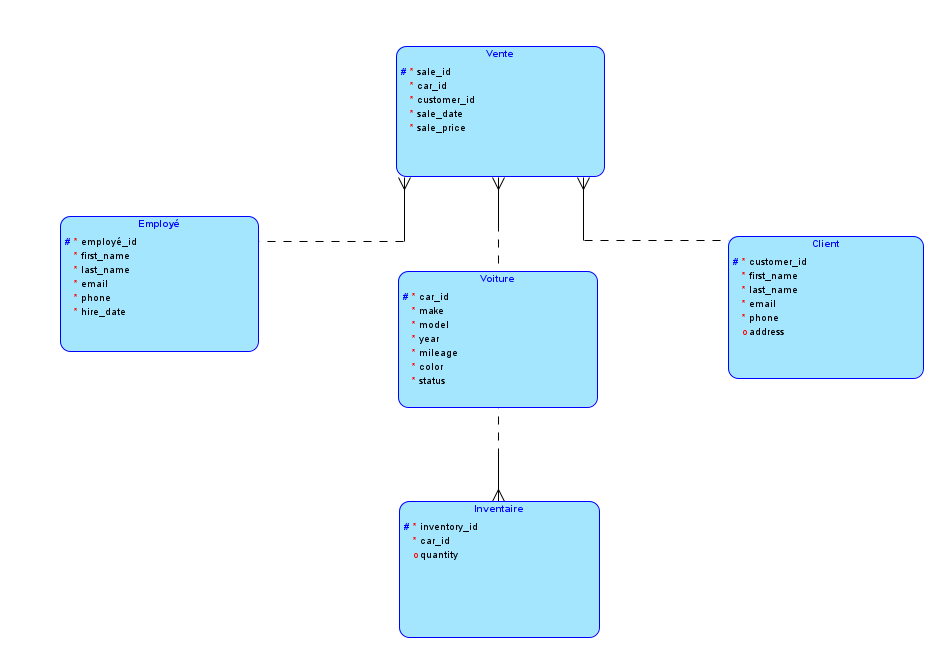 Vente
# * sale_id
* car_id
* customer_id
* sale_date
* sale_price
Employé
# * employé_id
* first_name
* last_name
* email
* phone
* hire_date
Voiture
# * car_id
* make
* model
* year
* mileage
* color
* status
Client
# * customer_id
* first_name
* last_name
* email
* phone
o address
Inventaire
# * inventory_id
* car_id
o quantity